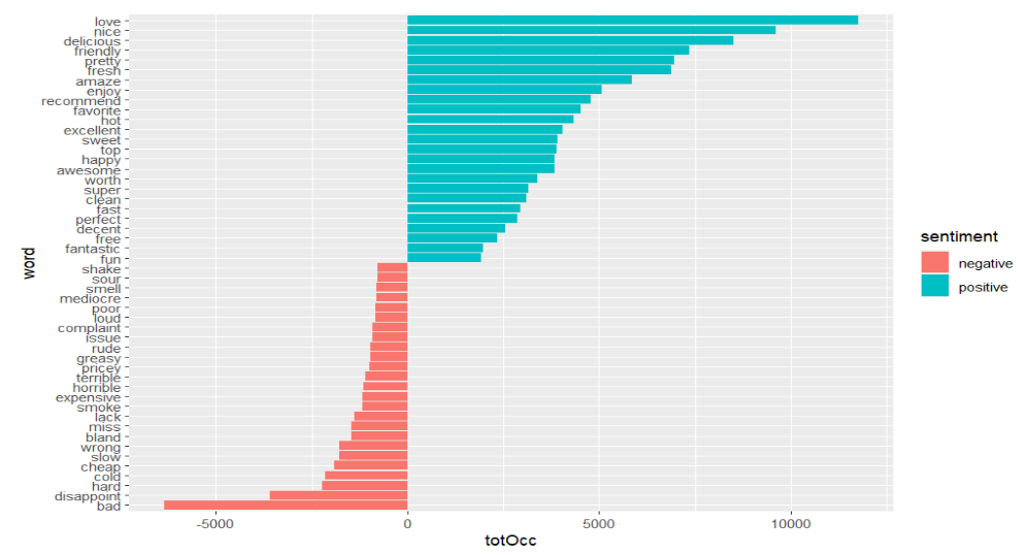 love
nice
delicious
friendly
pretty
fresh
amaze
enjoy
recommend
favorite
hot
excellent
sweet
top
happy
awesome
worth
super
clean
fast
perfect
decent
free
fantastic
fun
shake
sour
smell
mediocre
poor
loud
complaint
issue
rude
greasy
pricey
terrible
horrible
expensive
smoke
lack
miss
bland
wrong
slow
cheap
cold
hard
disappoint
bad
word
-5000 0 5000 10000
totOcc
sentiment
negative
positive